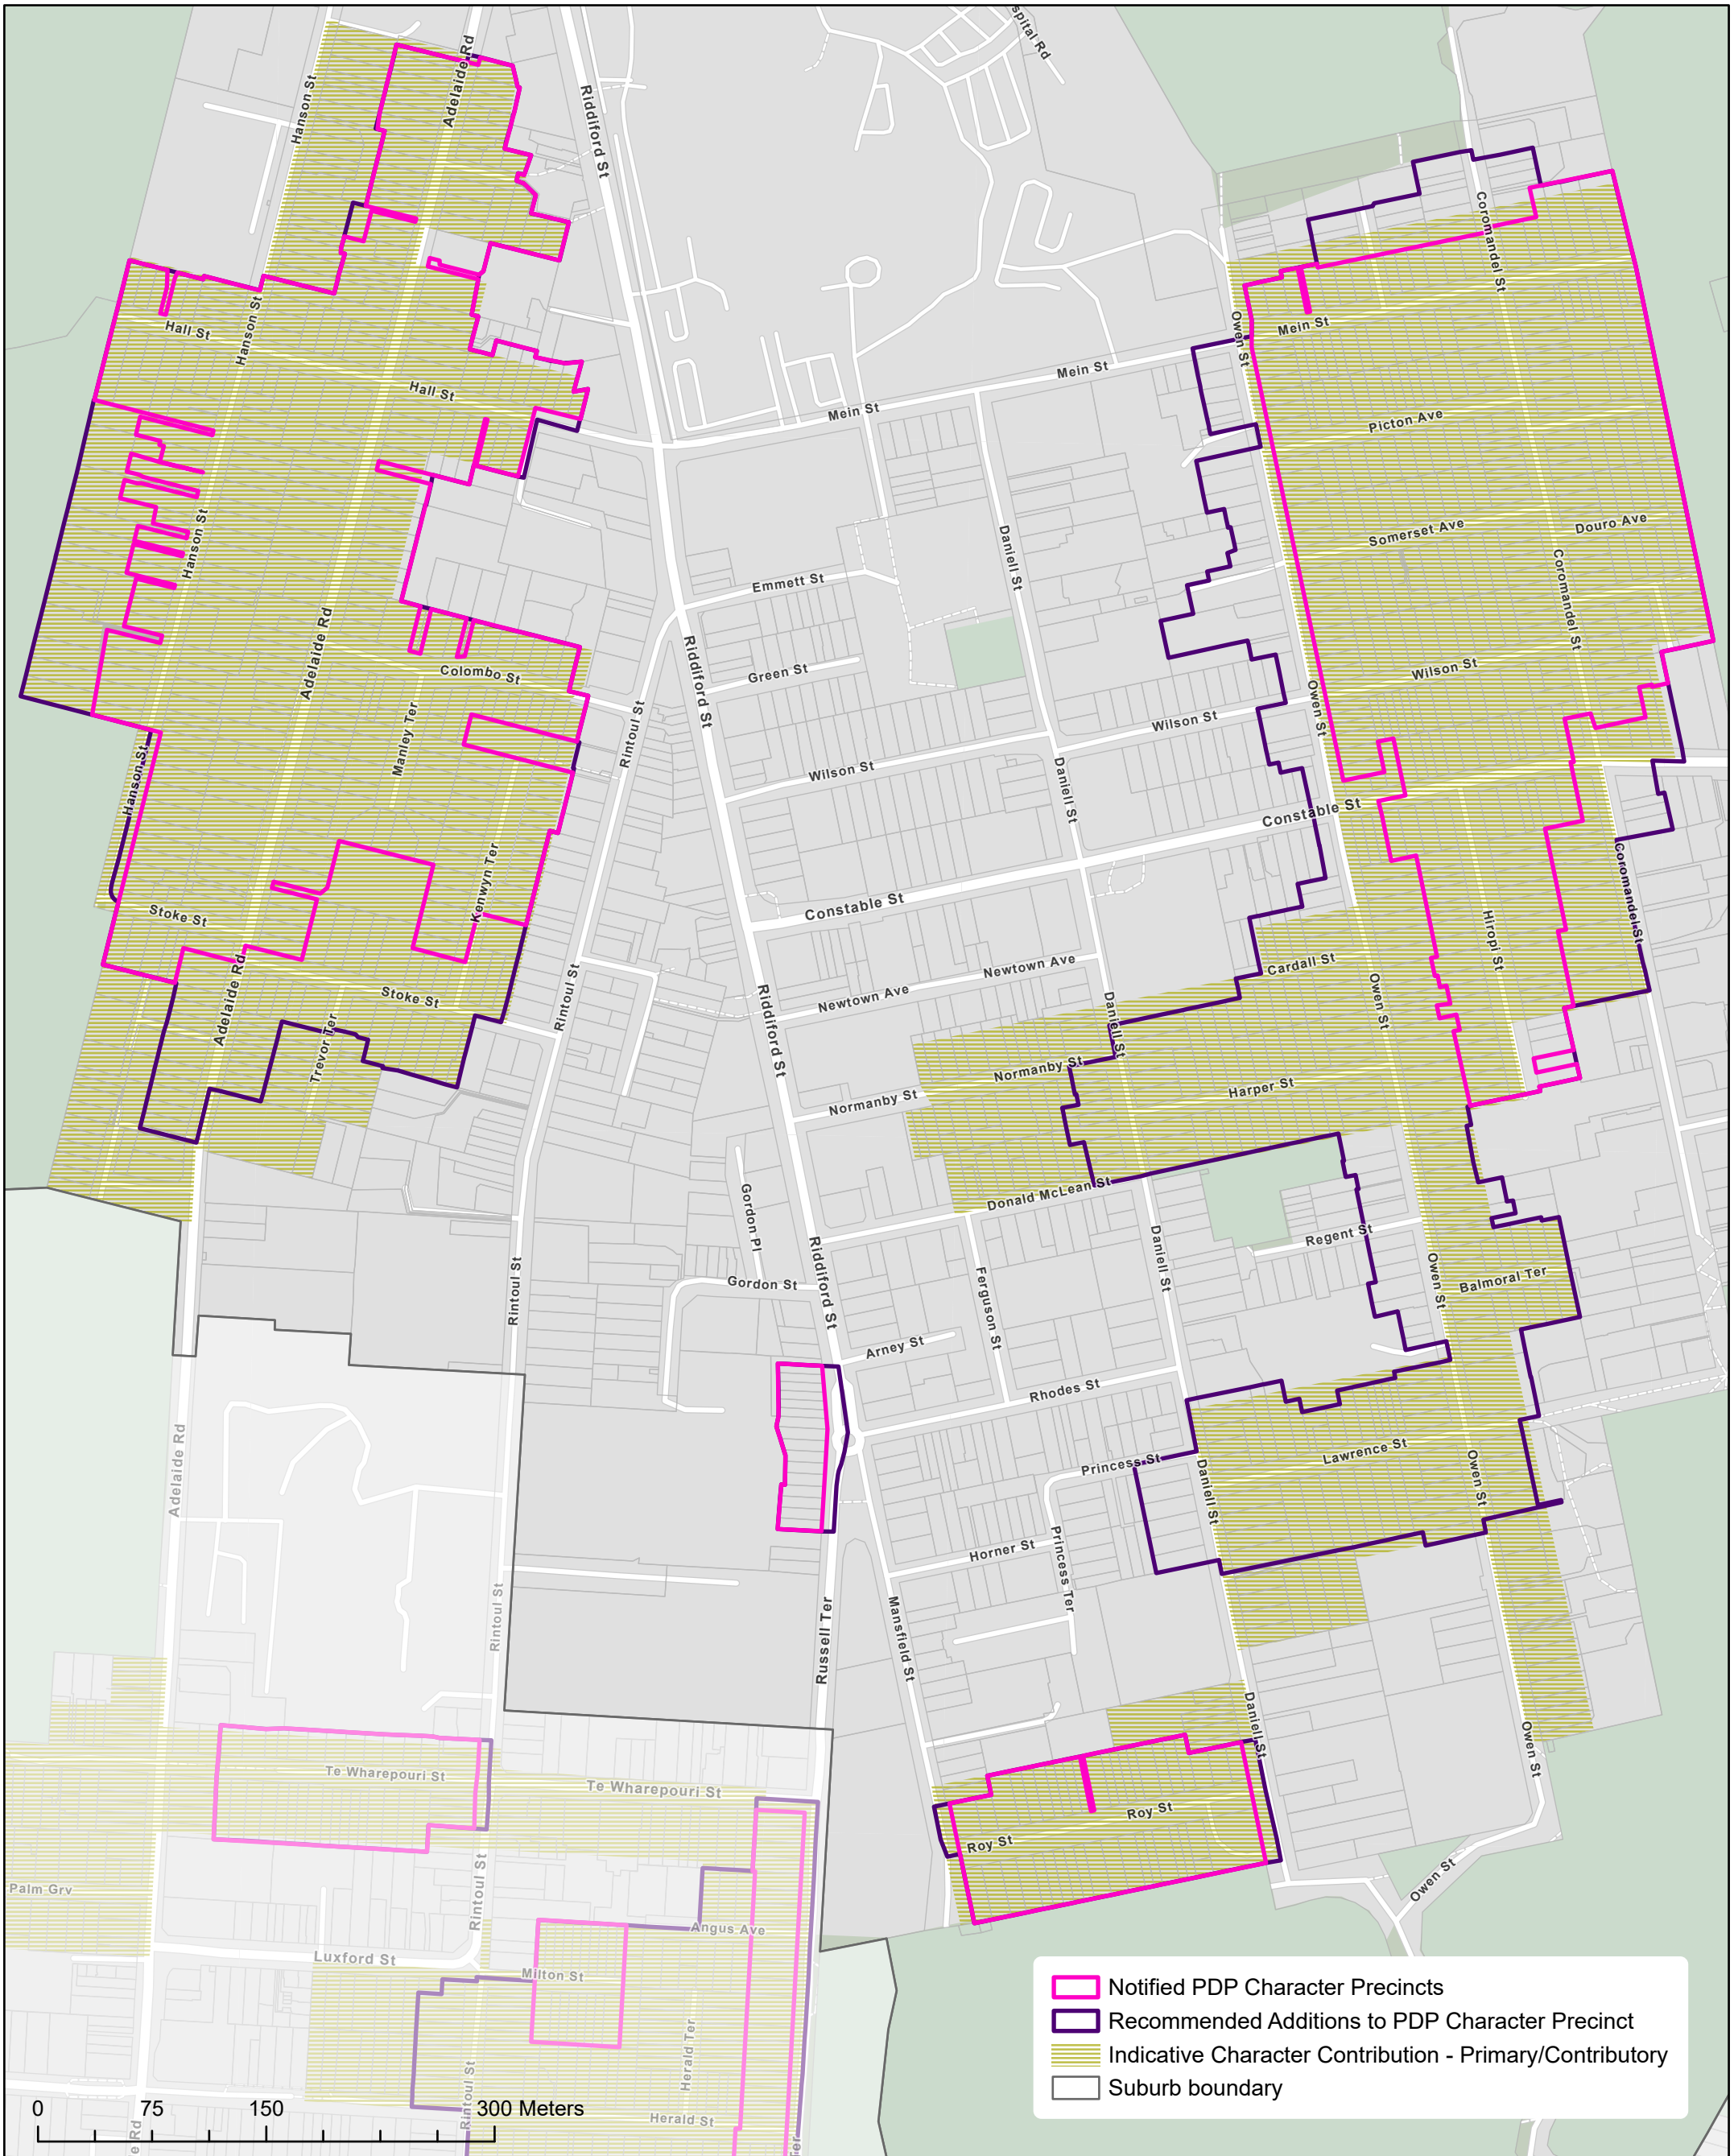 spital Rd
Adelaide Rd
Hanson St
Riddiford St
Coromandel St
Hall St
Hanson St
Owen St
Mein St
Mein St
Hall St
Mein St
Picton Ave
Hanson St
Somerset Ave
Douro Ave
Daniell St
Emmett St
Coromandel St
Adelaide Rd
Colombo St
Green St
Riddiford St
Wilson St
Owen St
Rintoul St
Manley Ter
Wilson St
Wilson St
Hanson St
Daniell St
Constable St
Kenwyn Ter
Constable St
Coromandel St
Stoke St
Hiropi St
Newtown Ave
Cardall St
Stoke St
Newtown Ave
Owen St
Adelaide Rd
Rintoul St
Riddiford St
Daniell St
Trevor Ter
Normanby St
Normanby St
Harper St
Donald McLean St
Gordon Pl
Regent St
Daniell St
Owen St
Balmoral Ter
Riddiford St
Gordon St
Rintoul St
Ferguson St
Arney St
Rhodes St
Adelaide Rd
Princess St
Lawrence St
Owen St
Daniell St
Horner St
Princess Ter
Rintoul St
Russell Ter
Mansfield St
Daniell St
Owen St
Te Wharepouri St
Te Wharepouri St
Roy St
Roy St
Palm Grv
Rintoul St
Owen St
Angus Ave
Luxford St
Milton St
Herald Ter
Rintoul St
Herald St
e Rd
er
Notified PDP Character Precincts
Recommended Additions to PDP Character Precinct
Indicative Character Contribution - Primary/Contributory
Suburb boundary
0 75 150 300 Meters